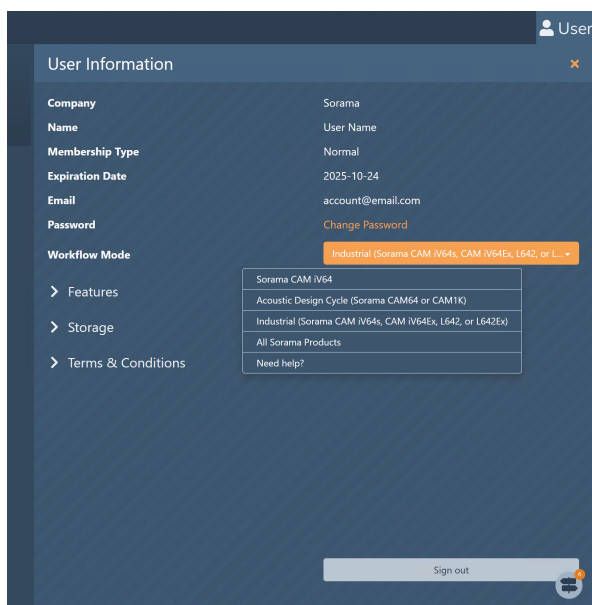 User
User Information
Company Sorama
Name User Name
Membership Type Normal
Expiration Date 2025-10-24
Email account@email.com
Password Change Password
Workflow Mode Industrial (Sorama CAM iV64s, CAM iV64Ex, L642, or L...
Sorama CAM iV64
Features
Acoustic Design Cycle (Sorama CAM64 or CAM1K)
Industrial (Sorama CAM iV64s, CAM iV64Ex, L642, or L642Ex)
Storage
All Sorama Products
Terms & Conditions
Need help?
Sign out
6